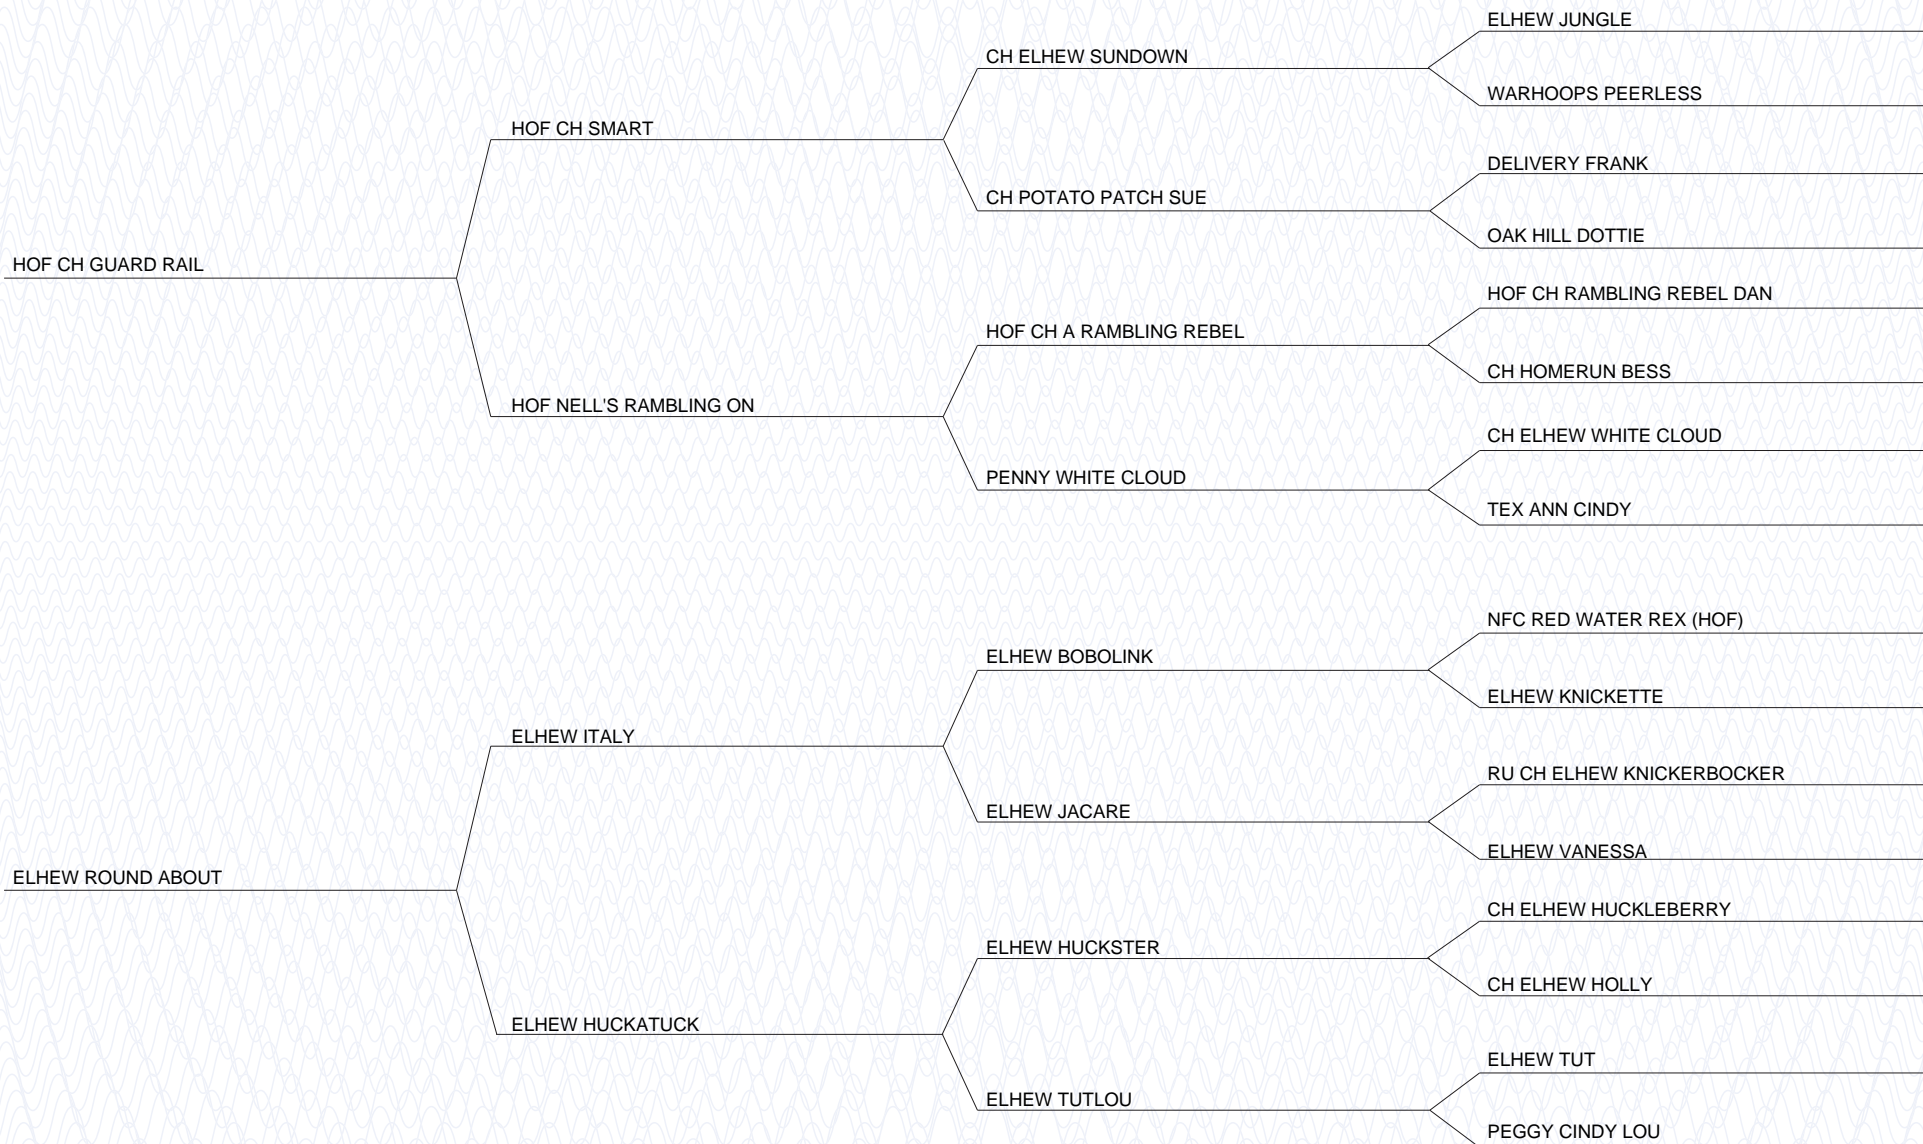 ELHEW JUNGLE
CH ELHEW SUNDOWN
WARHOOPS PEERLESS
HOF CH SMART
DELIVERY FRANK
CH POTATO PATCH SUE
OAK HILL DOTTIE
HOF CH GUARD RAIL
HOF CH RAMBLING REBEL DAN
HOF CH A RAMBLING REBEL
CH HOMERUN BESS
HOF NELL'S RAMBLING ON
CH ELHEW WHITE CLOUD
PENNY WHITE CLOUD
TEX ANN CINDY
NFC RED WATER REX (HOF)
ELHEW BOBOLINK
ELHEW KNICKETTE
ELHEW ITALY
RU CH ELHEW KNICKERBOCKER
ELHEW JACARE
ELHEW VANESSA
ELHEW ROUND ABOUT
CH ELHEW HUCKLEBERRY
ELHEW HUCKSTER
CH ELHEW HOLLY
ELHEW HUCKATUCK
ELHEW TUT
ELHEW TUTLOU
PEGGY CINDY LOU